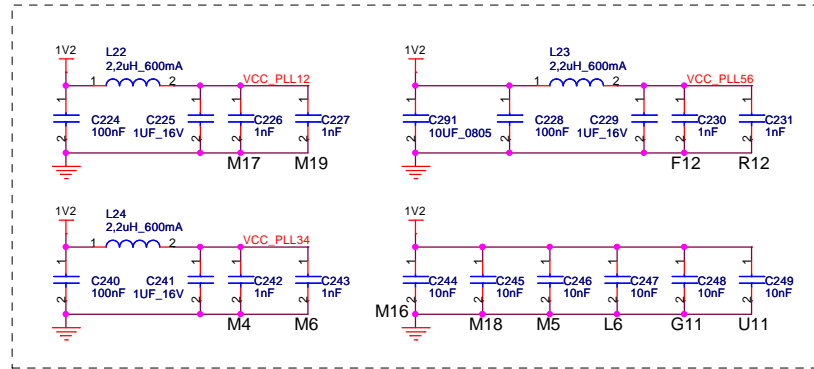 1V2
L22
2,2uH_600mA
1
2
VCC_PLL12
1
2
C224
100nF
1
2
C225
1UF_16V
1
2
C226
1nF
1
2
C227
1nF
M17
M19
1V2
L23
2,2uH_600mA
1
2
VCC_PLL56
1
2
C291
10UF_0805
1
2
C228
100nF
1
2
C229
1UF_16V
1
2
C230
1nF
1
2
C231
1nF
F12
R12
1V2
L24
2,2uH_600mA
1
2
VCC_PLL34
1
2
C240
100nF
1
2
C241
1UF_16V
1
2
C242
1nF
1
2
C243
1nF
M4
M6
1V2
1
2
C244
10nF
1
2
C245
10nF
1
2
C246
10nF
1
2
C247
10nF
1
2
C248
10nF
1
2
C249
10nF
M16
M18
M5
L6
G11
U11